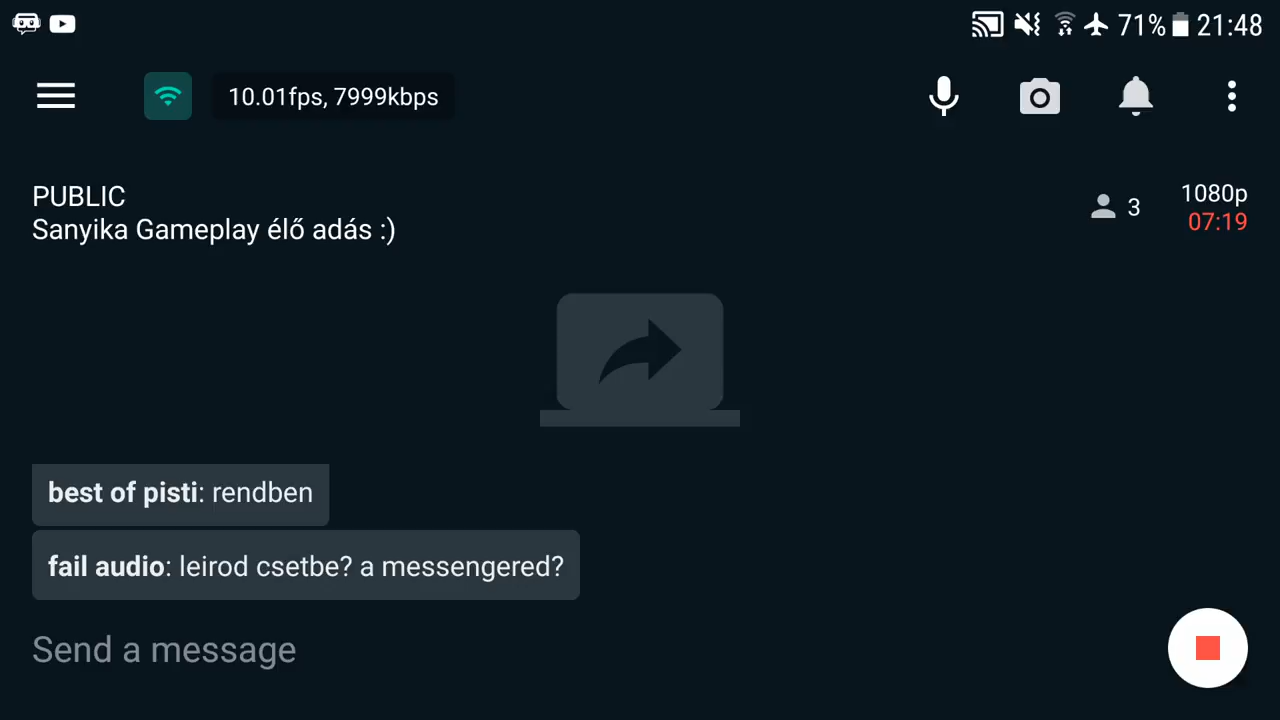 71% 21:48
10.01fps, 7999kbps
PUBLIC
Sanyika Gameplay élő adás :)
3
1080p
07:19
best of pisti: rendben
fail audio: leirod csetbe? a messengered?
Send a message